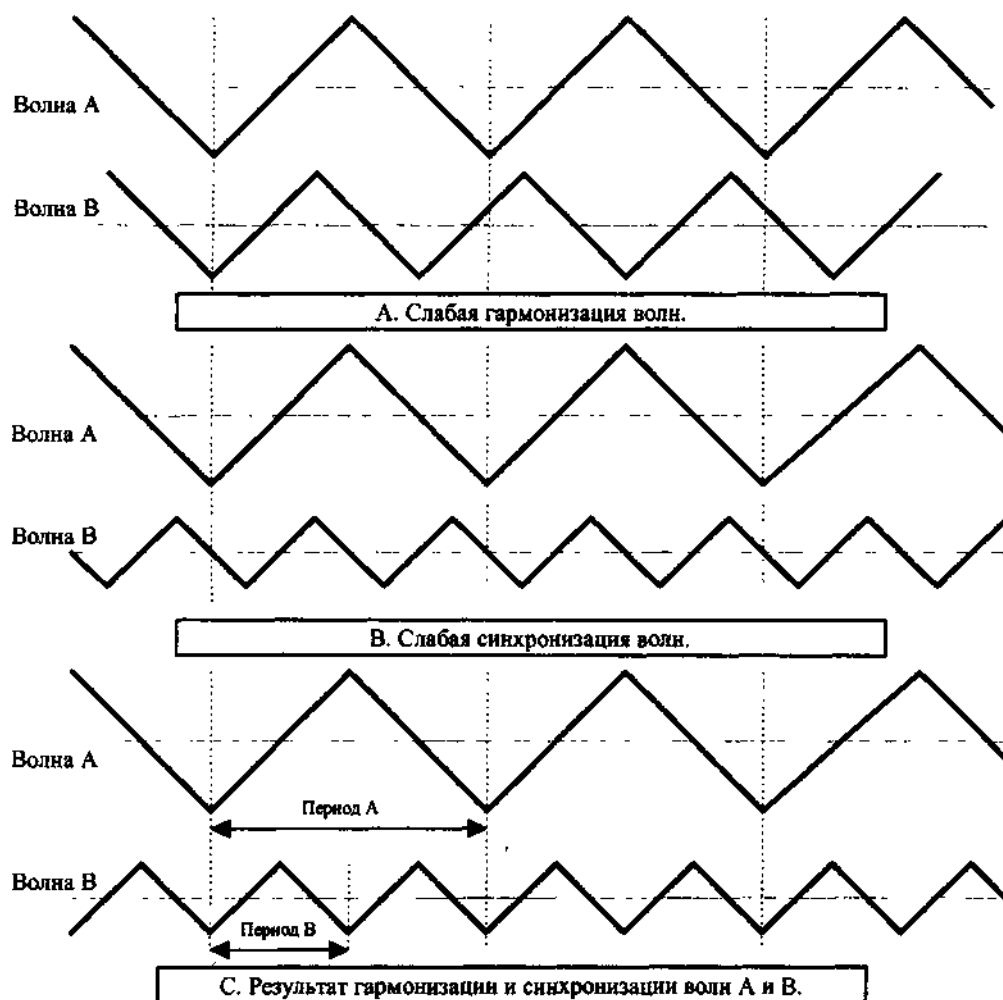 Волна А
Волна В
А. Слабая гармонизация волн.
Волна А
Волна В
В. Слабая синхронизация волн.
Волна А
Период А
Волна В
Период В
С. Результат гармонизации и синхронизации волн А и В.